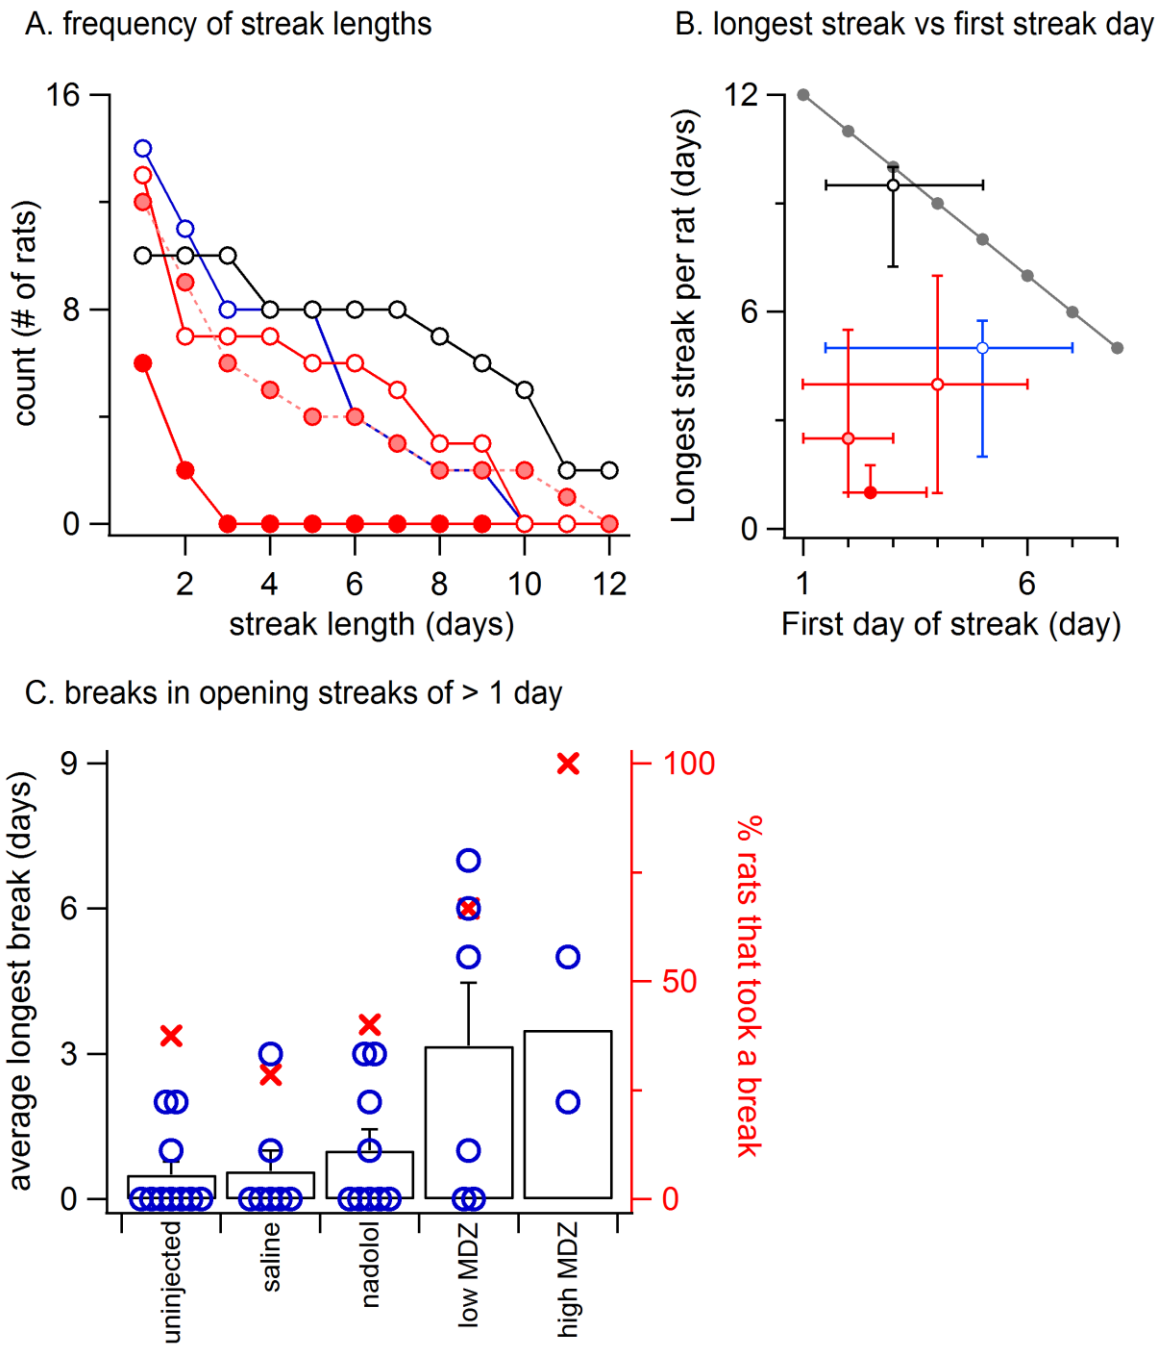 A. frequency of streak lengths
16
8
0
count (# of rats)
2 4 6 8 10 12
streak length (days)
B. longest streak vs first streak day
12
6
0
Longest streak per rat (days)
1 6
First day of streak (day)
C. breaks in opening streaks of > 1 day
9
6
3
0
average longest break (days)
100
50
0
% rats that took a break
uninjected
saline
nadolol
low MDZ
high MDZ